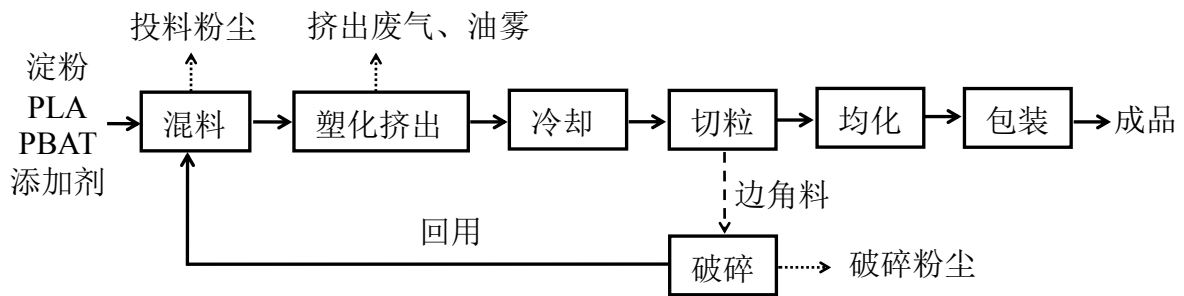 投料粉尘
挤出废气、油雾
淀粉
PLA
PBAT
添加剂
混料
塑化挤出
冷却
切粒
均化
包装
成品
边角料
回用
破碎
破碎粉尘